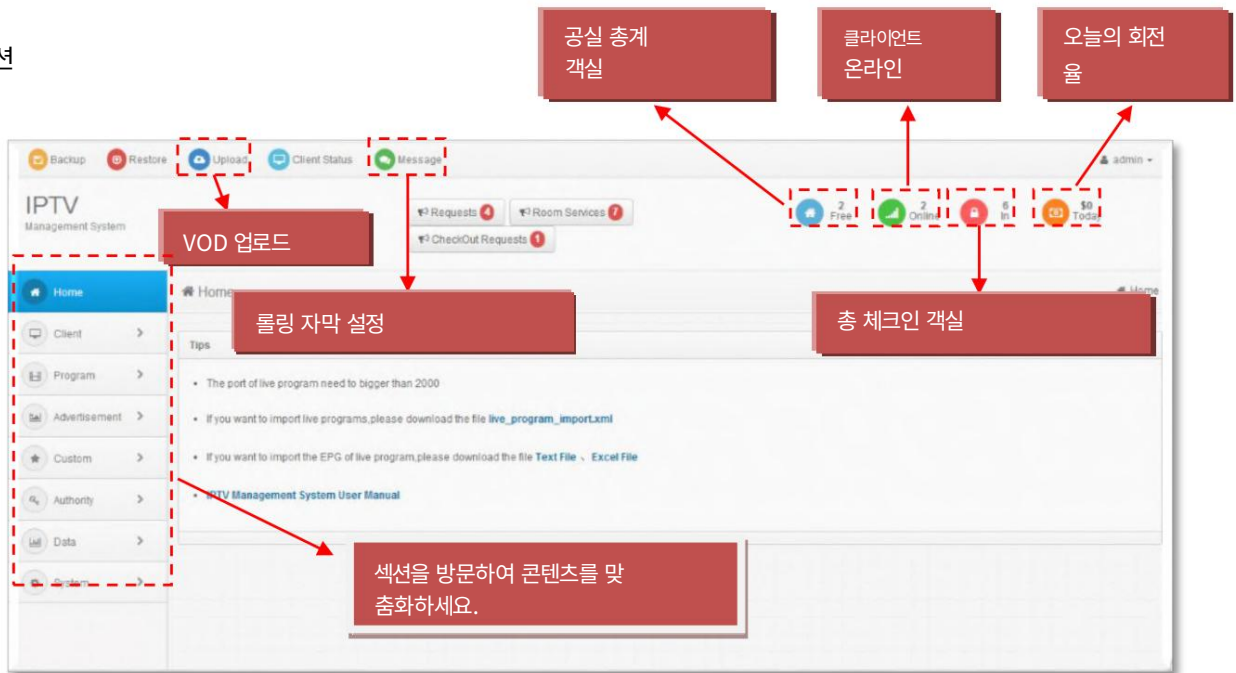 공실 총계
객실
클라이언트
온라인
오늘의 회전
율
션
Backup Restore Upload Client Status Message admin
IPTV
Management System
Requests 4 Room Services 7
CheckOut Requests 1
2
Free
2
Online
6
In
$0
Today
VOD 업로드
Home
Home
Home
롤링 자막 설정
총 체크인 객실
Client
Tips
Program
• The port of live program need to bigger than 2000
Advertisement
• If you want to import live programs,please download the file live_program_import.xml
Custom
• If you want to import the EPG of live program,please download the file Text File 、 Excel File
Authority
• IPTV Management System User Manual
Data
System
섹션을 방문하여 콘텐츠를 맞
춤화하세요.